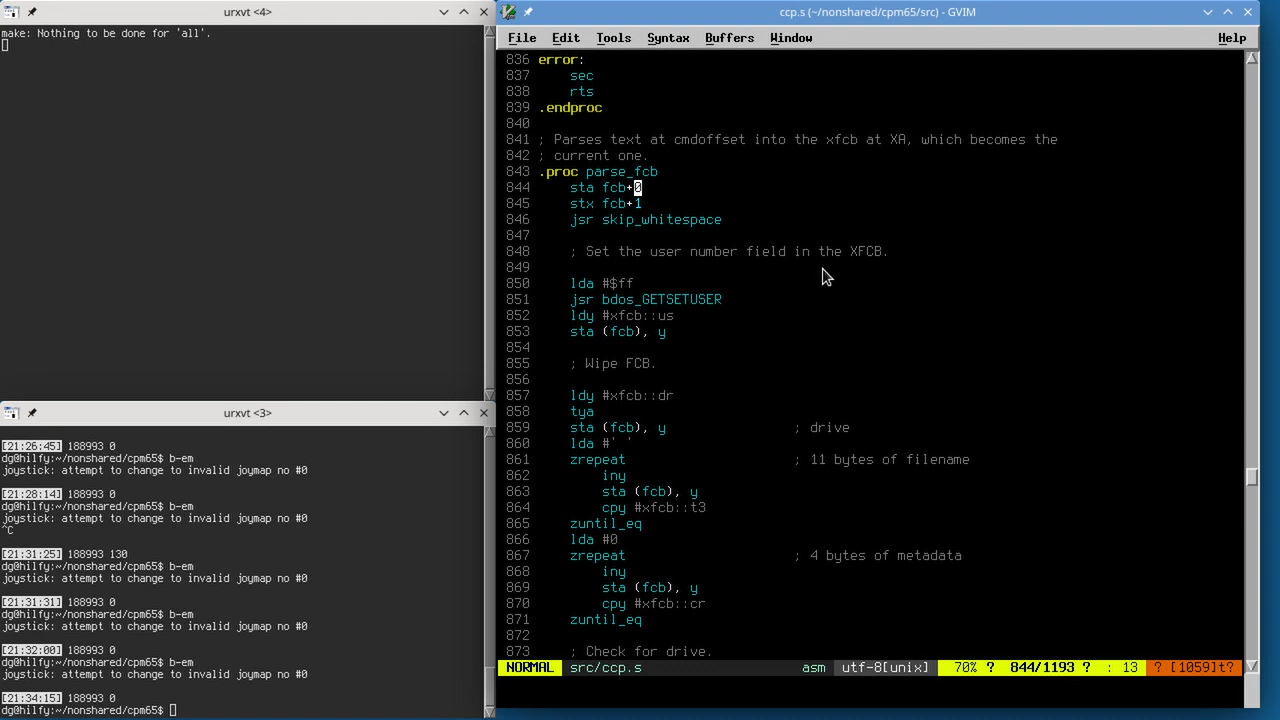 urxvt <4>
make: Nothing to be done for 'all'.
urxvt <3>
[21:26:45] 188993 0
dg@hilfy:~/nonshared/cpm65$ b-em
joystick: attempt to change to invalid joymap no #0
[21:28:14] 188993 0
dg@hilfy:~/nonshared/cpm65$ b-em
joystick: attempt to change to invalid joymap no #0
^C
[21:31:25] 188993 130
dg@hilfy:~/nonshared/cpm65$ b-em
joystick: attempt to change to invalid joymap no #0
[21:31:31] 188993 0
dg@hilfy:~/nonshared/cpm65$ b-em
joystick: attempt to change to invalid joymap no #0
[21:32:00] 188993 0
dg@hilfy:~/nonshared/cpm65$ b-em
joystick: attempt to change to invalid joymap no #0
[21:34:15] 188993 0
dg@hilfy:~/nonshared/cpm65$
ccp.s (~/nonshared/cpm65/src) - GVIM
File Edit Tools Syntax Buffers Window Help
836 error:
837     sec
838     rts
839 .endproc
840
841 ; Parses text at cmdoffset into the xfcb at XA, which becomes the
842 ; current one.
843 .proc parse_fcb
844     sta fcb+0
845     stx fcb+1
846     jsr skip_whitespace
847
848     ; Set the user number field in the XFCB.
849
850     lda #$ff
851     jsr bdos_GETSETUSER
852     ldy #xfcb::us
853     sta (fcb), y
854
855     ; Wipe FCB.
856
857     ldy #xfcb::dr
858     tya
859     sta (fcb), y            ; drive
860     lda #' '
861     zrepeat                 ; 11 bytes of filename
862         iny
863         sta (fcb), y
864         cpy #xfcb::t3
865     zuntil_eq
866     lda #0
867     zrepeat                 ; 4 bytes of metadata
868         iny
869         sta (fcb), y
870         cpy #xfcb::cr
871     zuntil_eq
872
873     ; Check for drive.
NORMAL src/ccp.s asm utf-8[unix] 70% ? 844/1193 ? : 13 ? [1059]t?